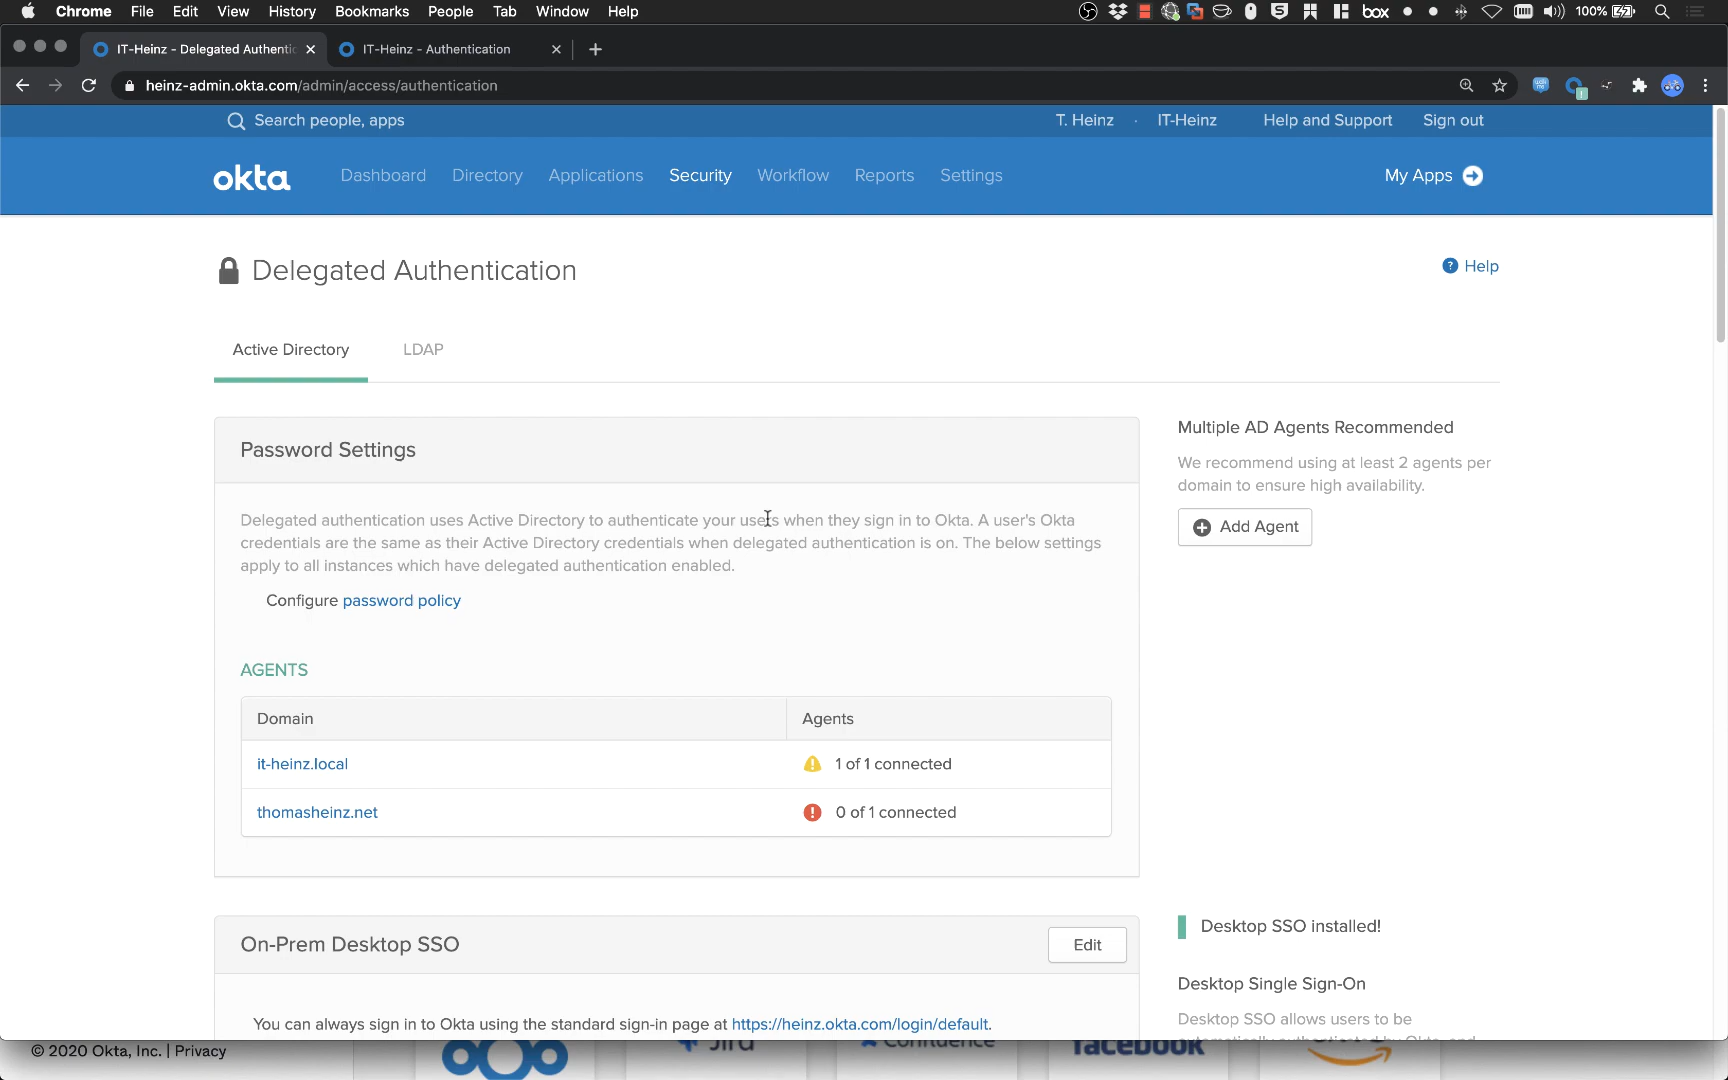 Chrome File Edit View History Bookmarks People Tab Window Help
box 100%
IT-Heinz - Delegated Authentic
IT-Heinz - Authentication
heinz-admin.okta.com/admin/access/authentication
Search people, apps
T. Heinz · IT-Heinz Help and Support Sign out
okta Dashboard Directory Applications Security Workflow Reports Settings My Apps
Delegated Authentication
Help
Active Directory LDAP
Password Settings
Delegated authentication uses Active Directory to authenticate your users when they sign in to Okta. A user's Okta
credentials are the same as their Active Directory credentials when delegated authentication is on. The below settings
apply to all instances which have delegated authentication enabled.
Configure password policy
Multiple AD Agents Recommended
We recommend using at least 2 agents per
domain to ensure high availability.
Add Agent
AGENTS
Domain Agents
it-heinz.local 1 of 1 connected
thomasheinz.net 0 of 1 connected
On-Prem Desktop SSO
Edit
You can always sign in to Okta using the standard sign-in page at https://heinz.okta.com/login/default.
Desktop SSO installed!
Desktop Single Sign-On
Desktop SSO allows users to be
automatically authenticated by Okta, and
© 2020 Okta, Inc. | Privacy
Jira
Confluence
facebook